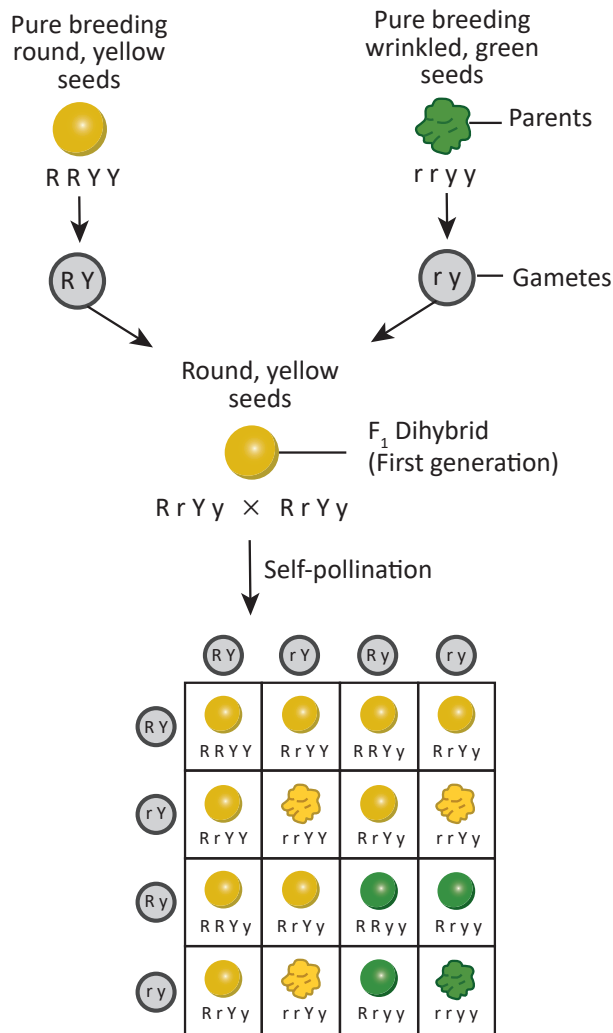 Pure breeding
round, yellow
seeds
Pure breeding
wrinkled, green
seeds
Parents
R R Y Y
r r y y
R Y
r y
Gametes
Round, yellow
seeds
F₁ Dihybrid
(First generation)
R r Y y × R r Y y
Self-pollination
R Y r Y R y r y
R Y
R R Y Y R r Y Y R R Y y R r Y y
r Y
R r Y Y r r Y Y R r Y y r r Y y
R y
R R Y y R r Y y R R y y R r y y
r y
R r Y y r r Y y R r y y r r y y